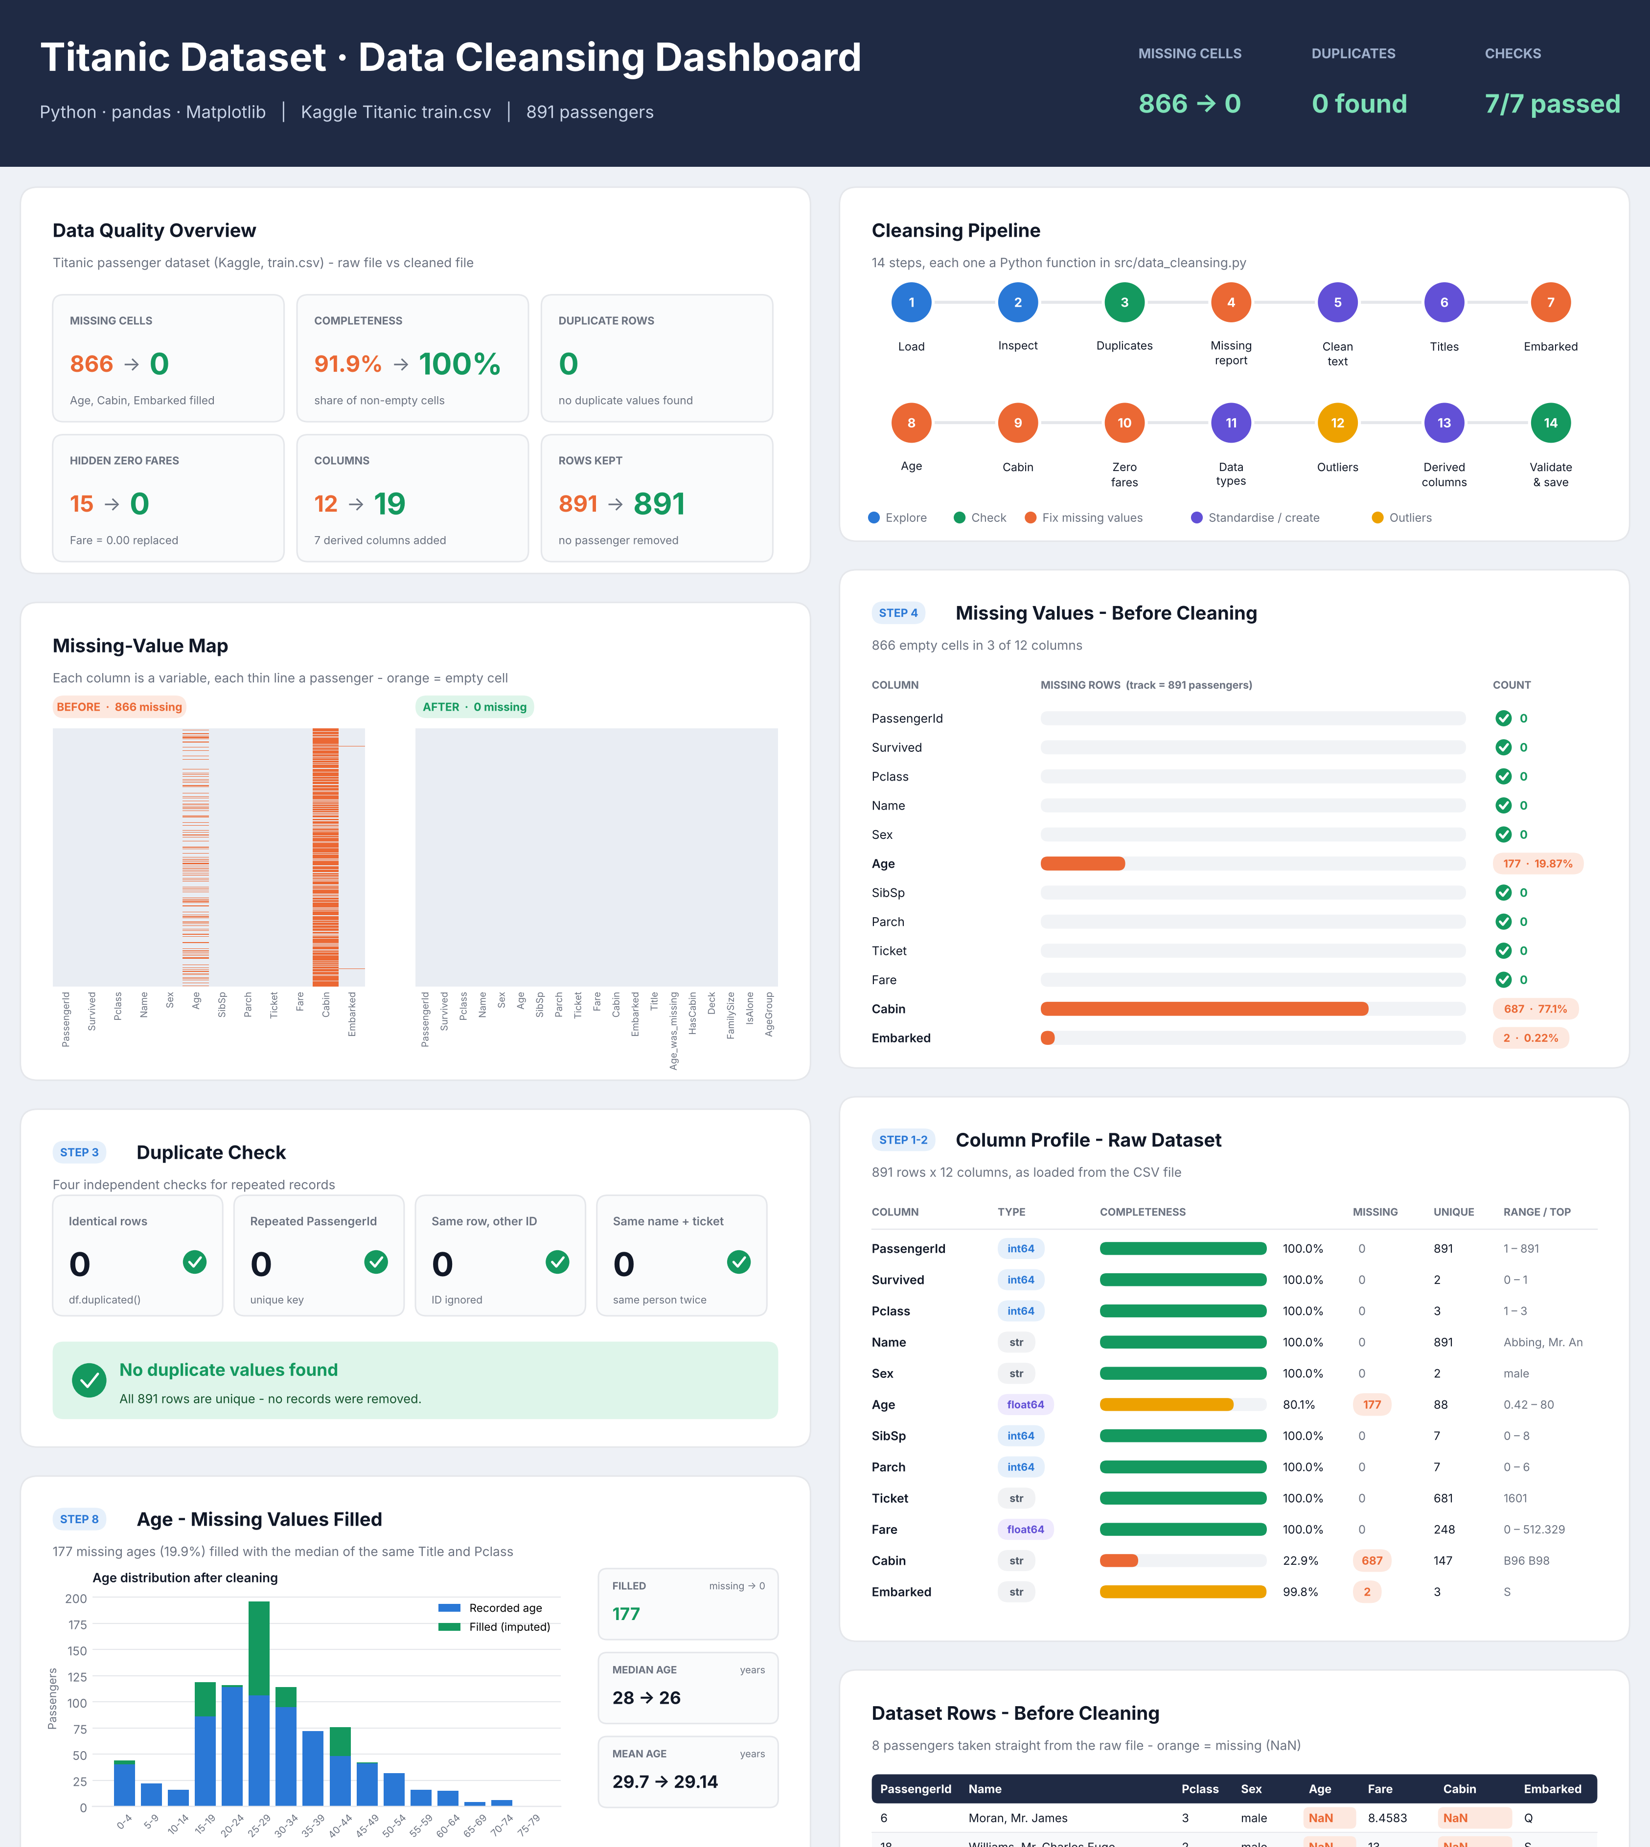 Titanic Dataset · Data Cleansing Dashboard
Python · pandas · Matplotlib | Kaggle Titanic train.csv | 891 passengers
MISSING CELLS
866 → 0
DUPLICATES
0 found
CHECKS
7/7 passed
Data Quality Overview
Titanic passenger dataset (Kaggle, train.csv) - raw file vs cleaned file
MISSING CELLS
866 → 0
Age, Cabin, Embarked filled
COMPLETENESS
91.9% → 100%
share of non-empty cells
DUPLICATE ROWS
0
no duplicate values found
HIDDEN ZERO FARES
15 → 0
Fare = 0.00 replaced
COLUMNS
12 → 19
7 derived columns added
ROWS KEPT
891 → 891
no passenger removed
Cleansing Pipeline
14 steps, each one a Python function in src/data_cleansing.py
1 2 3 4 5 6 7
Load
Inspect
Duplicates
Missing
report
Clean
text
Titles
Embarked
8 9 10 11 12 13 14
Age
Cabin
Zero
fares
Data
types
Outliers
Derived
columns
Validate
& save
Explore
Check
Fix missing values
Standardise / create
Outliers
Missing-Value Map
Each column is a variable, each thin line a passenger - orange = empty cell
BEFORE · 866 missing
PassengerId
Survived
Pclass
Name
Sex
Age
SibSp
Parch
Ticket
Fare
Cabin
Embarked
AFTER · 0 missing
PassengerId
Survived
Pclass
Name
Sex
Age
SibSp
Parch
Ticket
Fare
Cabin
Embarked
Title
Age_was_missing
HasCabin
Deck
FamilySize
IsAlone
AgeGroup
STEP 4 Missing Values - Before Cleaning
866 empty cells in 3 of 12 columns
COLUMN MISSING ROWS (track = 891 passengers) COUNT
PassengerId 0
Survived 0
Pclass 0
Name 0
Sex 0
Age 177 · 19.87%
SibSp 0
Parch 0
Ticket 0
Fare 0
Cabin 687 · 77.1%
Embarked 2 · 0.22%
STEP 3 Duplicate Check
Four independent checks for repeated records
Identical rows
0
df.duplicated()
Repeated PassengerId
0
unique key
Same row, other ID
0
ID ignored
Same name + ticket
0
same person twice
No duplicate values found
All 891 rows are unique - no records were removed.
STEP 1-2 Column Profile - Raw Dataset
891 rows x 12 columns, as loaded from the CSV file
COLUMN TYPE COMPLETENESS MISSING UNIQUE RANGE / TOP
PassengerId int64 100.0% 0 891 1 – 891
Survived int64 100.0% 0 2 0 – 1
Pclass int64 100.0% 0 3 1 – 3
Name str 100.0% 0 891 Abbing, Mr. An
Sex str 100.0% 0 2 male
Age float64 80.1% 177 88 0.42 – 80
SibSp int64 100.0% 0 7 0 – 8
Parch int64 100.0% 0 7 0 – 6
Ticket str 100.0% 0 681 1601
Fare float64 100.0% 0 248 0 – 512.329
Cabin str 22.9% 687 147 B96 B98
Embarked str 99.8% 2 3 S
STEP 8 Age - Missing Values Filled
177 missing ages (19.9%) filled with the median of the same Title and Pclass
Age distribution after cleaning
Passengers
200
175
150
125
100
75
50
25
0
Recorded age
Filled (imputed)
0-4 5-9 10-14 15-19 20-24 25-29 30-34 35-39 40-44 45-49 50-54 55-59 60-64 65-69 70-74 75-79
FILLED missing → 0
177
MEDIAN AGE years
28 → 26
MEAN AGE years
29.7 → 29.14
Dataset Rows - Before Cleaning
8 passengers taken straight from the raw file - orange = missing (NaN)
PassengerId Name Pclass Sex Age Fare Cabin Embarked
6 Moran, Mr. James 3 male NaN 8.4583 NaN Q
18 Williams, Mr. Charles Euge 2 male NaN 13 NaN S